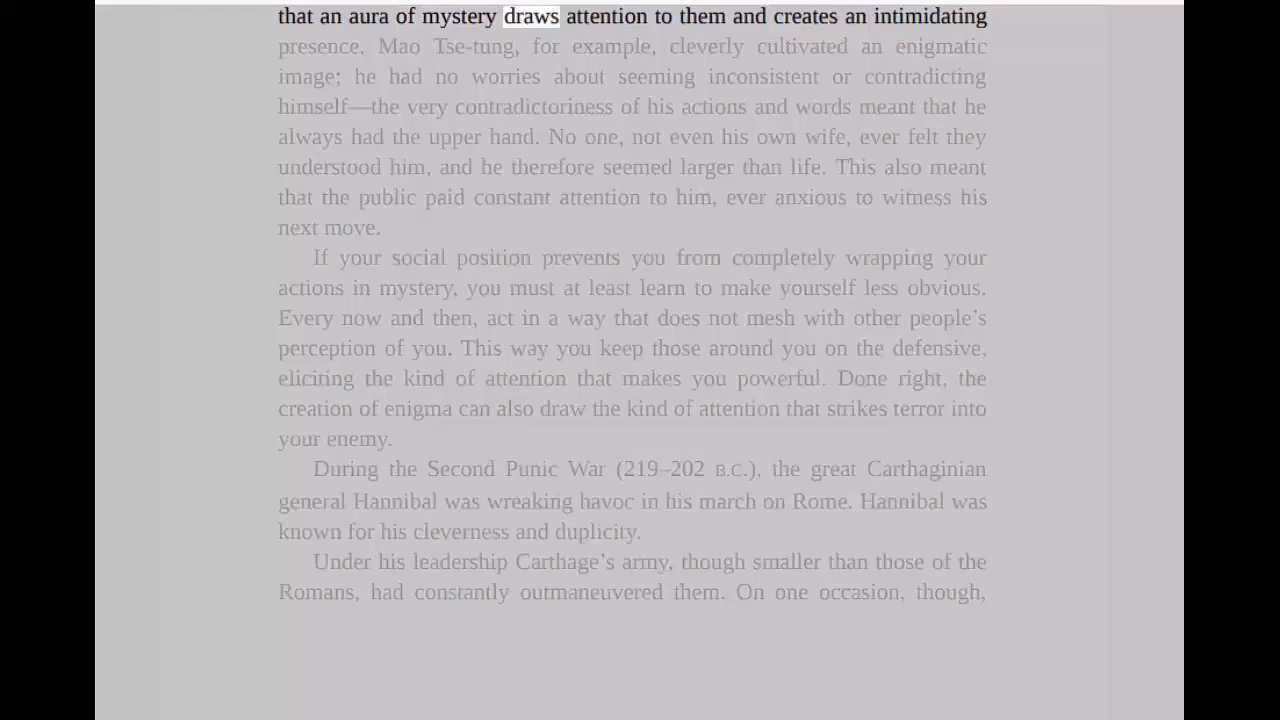 that an aura of mystery draws attention to them and creates an intimidating
presence. Mao Tse-tung, for example, cleverly cultivated an enigmatic
image; he had no worries about seeming inconsistent or contradicting
himself—the very contradictoriness of his actions and words meant that he
always had the upper hand. No one, not even his own wife, ever felt they
understood him, and he therefore seemed larger than life. This also meant
that the public paid constant attention to him, ever anxious to witness his
next move.
If your social position prevents you from completely wrapping your
actions in mystery, you must at least learn to make yourself less obvious.
Every now and then, act in a way that does not mesh with other people’s
perception of you. This way you keep those around you on the defensive,
eliciting the kind of attention that makes you powerful. Done right, the
creation of enigma can also draw the kind of attention that strikes terror into
your enemy.
During the Second Punic War (219–202 B.C.), the great Carthaginian
general Hannibal was wreaking havoc in his march on Rome. Hannibal was
known for his cleverness and duplicity.
Under his leadership Carthage’s army, though smaller than those of the
Romans, had constantly outmaneuvered them. On one occasion, though,